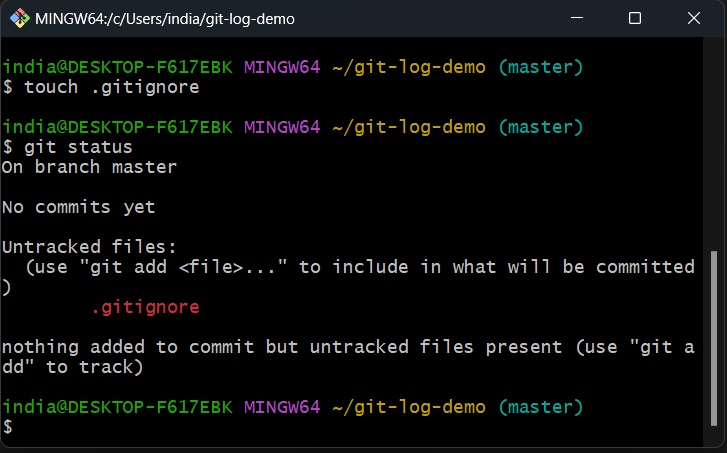 MINGW64:/c/Users/india/git-log-demo
india@DESKTOP-F617EBK MINGW64 ~/git-log-demo (master)
$ touch .gitignore
india@DESKTOP-F617EBK MINGW64 ~/git-log-demo (master)
$ git status
On branch master
No commits yet
Untracked files:
  (use "git add <file>..." to include in what will be committed
)
        .gitignore
nothing added to commit but untracked files present (use "git a
dd" to track)
india@DESKTOP-F617EBK MINGW64 ~/git-log-demo (master)
$